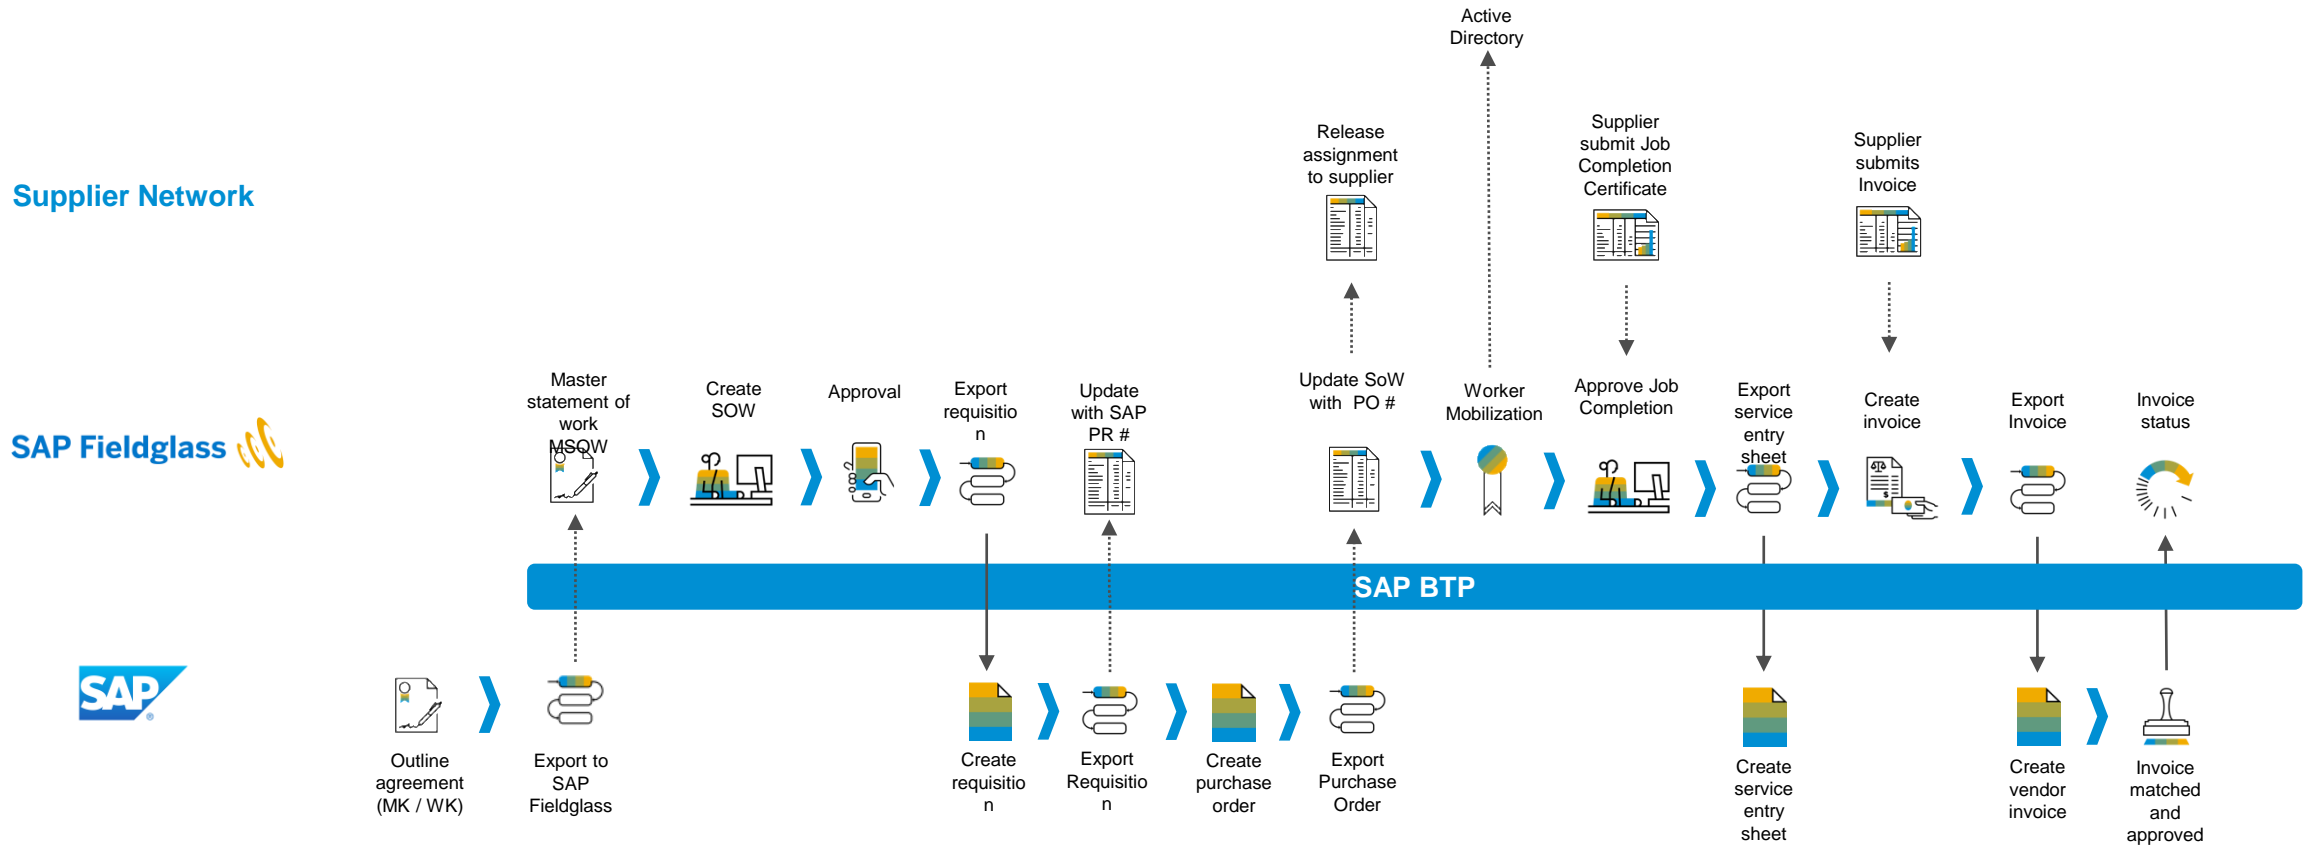 Active
Directory
Release
assignment
to supplier
Supplier
submit Job
Completion
Certificate
Supplier
submits
Invoice
Supplier Network
Master
statement of
work
MSOW
Create
SOW
Approval
Export
requisitio
n
Update
with SAP
PR #
Update SoW
with PO #
Worker
Mobilization
Approve Job
Completion
Export
service
entry
sheet
Create
invoice
Export
Invoice
Invoice
status
SAP Fieldglass
$
SAP BTP
SAP
®
Outline
agreement
(MK / WK)
Export to
SAP
Fieldglass
Create
requisitio
n
Export
Requisitio
n
Create
purchase
order
Export
Purchase
Order
Create
service
entry
sheet
Create
vendor
invoice
Invoice
matched
and
approved